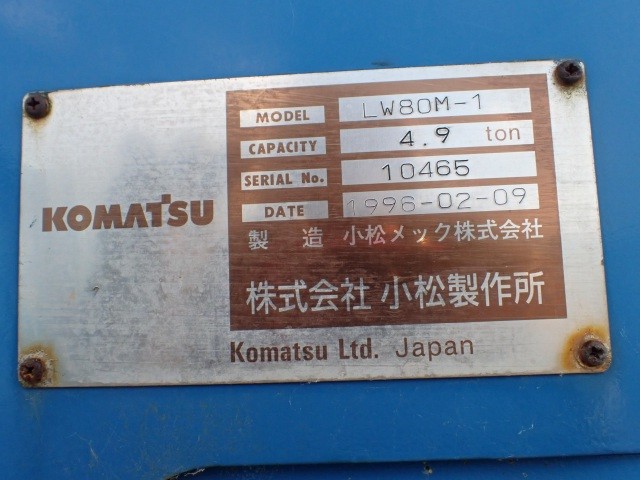 KOMATSU
MODEL LW80M-1
CAPACITY 4.9 ton
SERIAL No. 10465
DATE 1996-02-09
製造 小松メック株式会社
株式会社 小松製作所
Komatsu Ltd. Japan